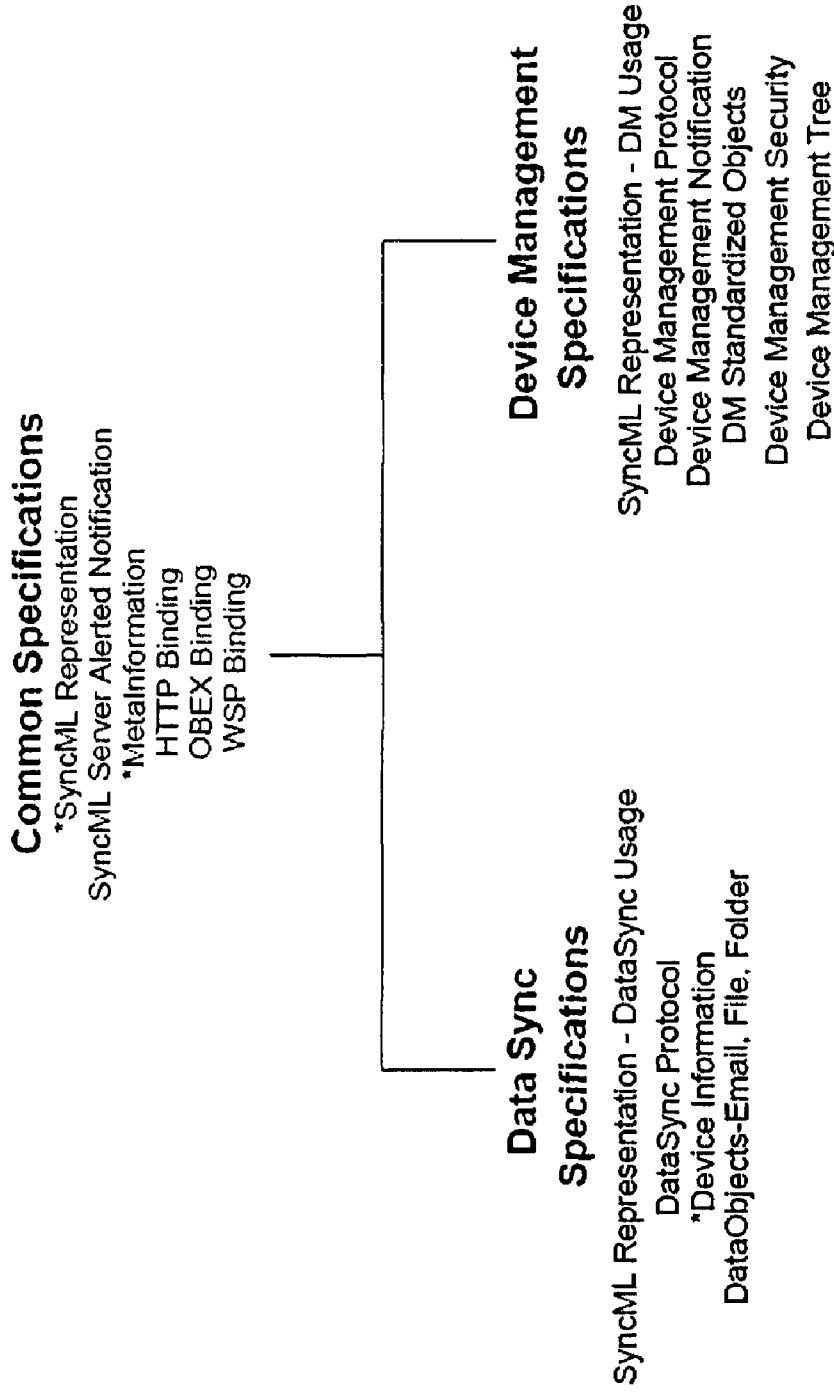 Common Specifications
*SyncML Representation
SyncML Server Alerted Notification
*MetaInformation
HTTP Binding
OBEX Binding
WSP Binding
Data Sync
Specifications
SyncML Representation - DataSync Usage
DataSync Protocol
*Device Information
DataObjects-Email, File, Folder
Device Management
Specifications
SyncML Representation - DM Usage
Device Management Protocol
Device Management Notification
DM Standardized Objects
Device Management Security
Device Management Tree